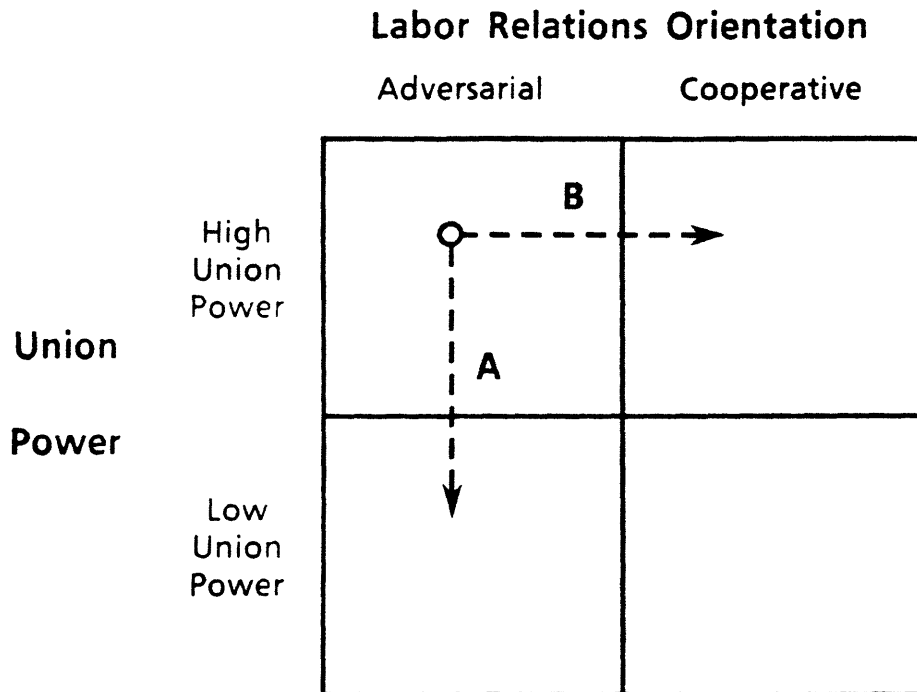 Labor Relations Orientation
Adversarial Cooperative
B
High
Union
Power
Union
A
Power
Low
Union
Power